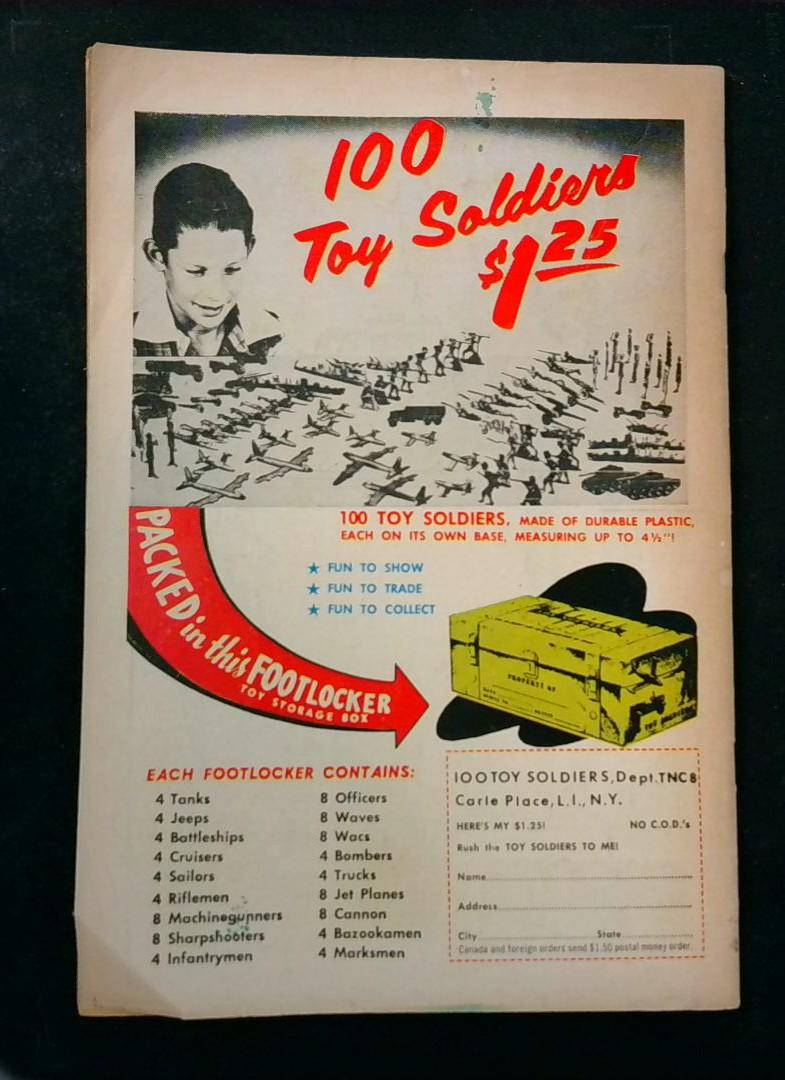 100
Toy Soldiers
$1.25
100 TOY SOLDIERS, MADE OF DURABLE PLASTIC,
EACH ON ITS OWN BASE, MEASURING UP TO 4½"!
★ FUN TO SHOW
★ FUN TO TRADE
★ FUN TO COLLECT
PACKED in this FOOTLOCKER
TOY STORAGE BOX
PROPERTY OF
TOY SOLDIERS
EACH FOOTLOCKER CONTAINS:
4 Tanks
4 Jeeps
4 Battleships
4 Cruisers
4 Sailors
4 Riflemen
8 Machinegunners
8 Sharpshooters
4 Infantrymen
8 Officers
8 Waves
8 Wacs
4 Bombers
4 Trucks
8 Jet Planes
8 Cannon
4 Bazookamen
4 Marksmen
100 TOY SOLDIERS, Dept. TNC8
Carle Place, L.I., N.Y.
HERE'S MY $1.25! NO C.O.D.'s
Rush the TOY SOLDIERS TO ME!
Name
Address
City State
Canada and foreign orders send $1.50 postal money order.